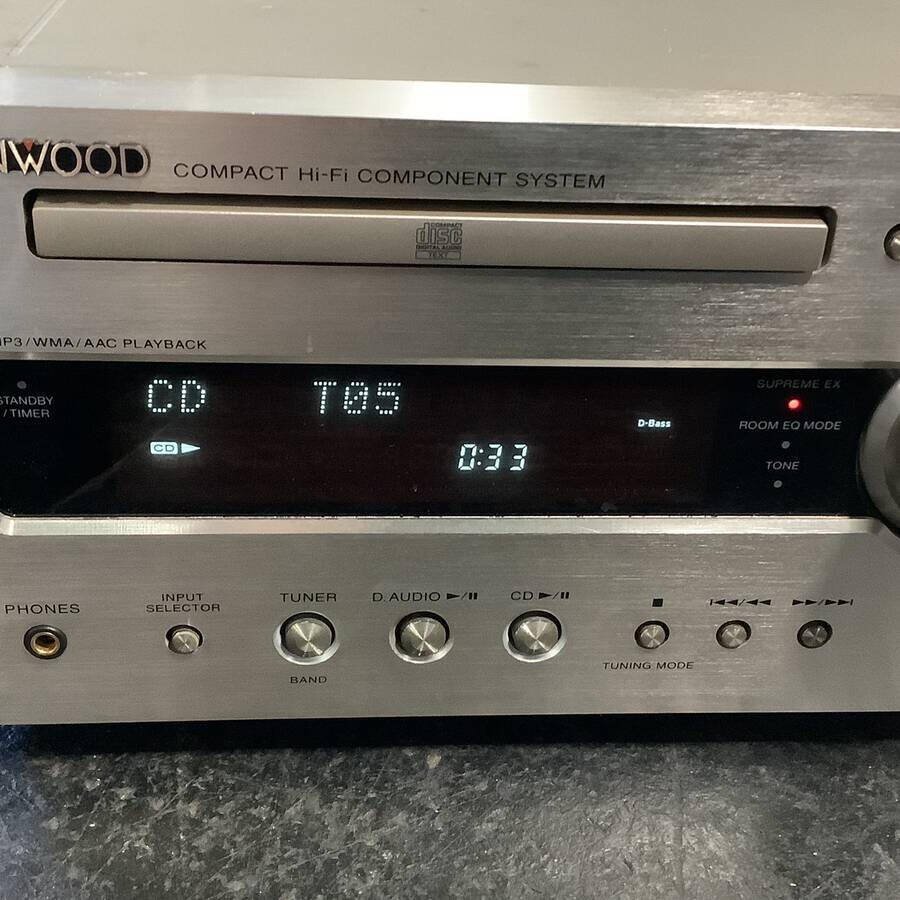 NWOOD COMPACT Hi-Fi COMPONENT SYSTEM
COMPACT
disc
DIGITAL AUDIO
TEXT
MP3/WMA/AAC PLAYBACK
STANDBY
/TIMER
CD T05
D-Bass
CD
0:33
SUPREME EX
ROOM EQ MODE
TONE
PHONES
INPUT
SELECTOR
TUNER
BAND
D.AUDIO ►/II
CD ►/II
■
TUNING MODE
I◄◄/◄◄
►►/►►I